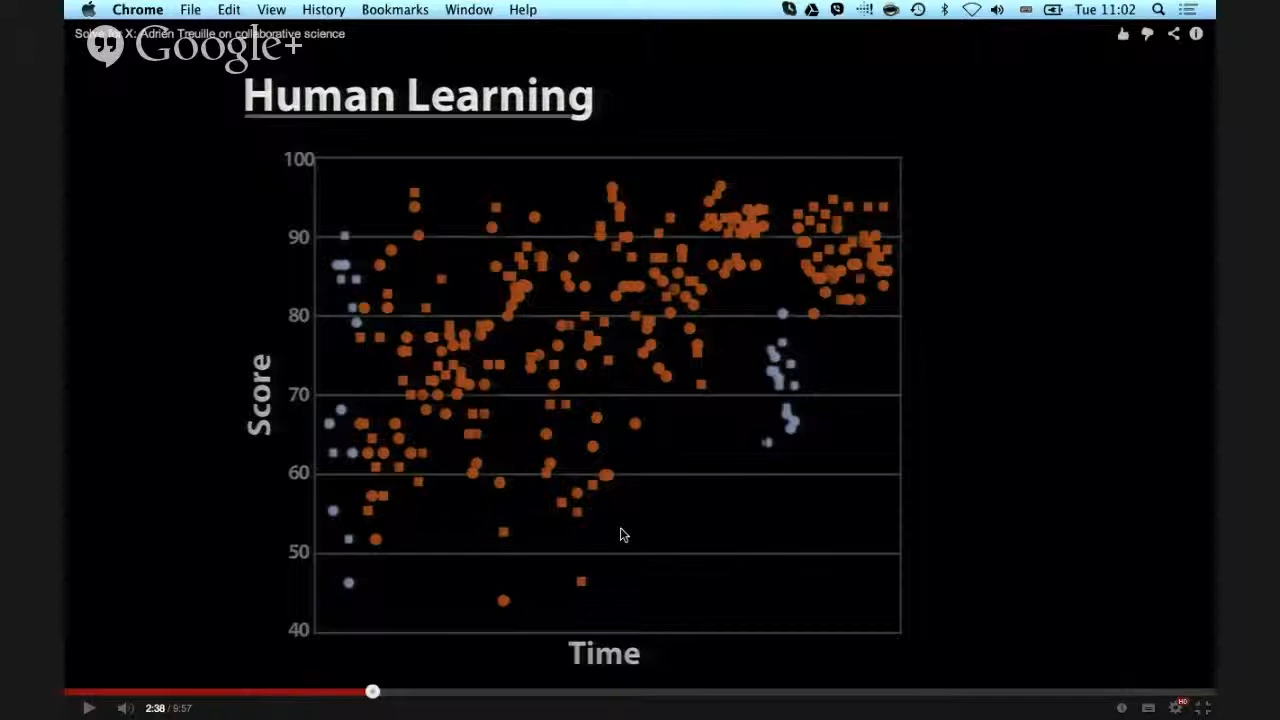 Chrome File Edit View History Bookmarks Window Help Tue 11:02
Solve for X: Adrien Treuille on collaborative science
Google+
Human Learning
100
90
80
70
60
50
40
Score
Time
2:38 / 9:57
HD